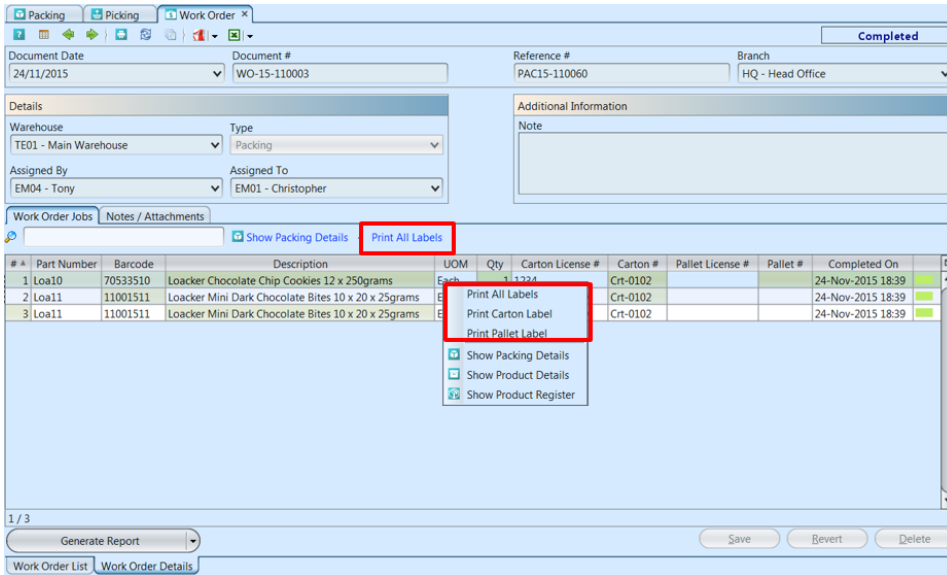 Packing Picking Work Order ×
Completed
Document Date Document # Reference # Branch
24/11/2015 WO-15-110003 PAC15-110060 HQ - Head Office
Details Additional Information
Warehouse Type Note
TE01 - Main Warehouse Packing
Assigned By Assigned To
EM04 - Tony EM01 - Christopher
Work Order Jobs Notes / Attachments
Show Packing Details Print All Labels
# Part Number Barcode Description UOM Qty Carton License # Carton # Pallet License # Pallet # Completed On
1 Loa10 70533510 Loacker Chocolate Chip Cookies 12 x 250grams Each 1 1234 Crt-0102 24-Nov-2015 18:39
2 Loa11 11001511 Loacker Mini Dark Chocolate Bites 10 x 20 x 25grams Crt-0102 24-Nov-2015 18:39
3 Loa11 11001511 Loacker Mini Dark Chocolate Bites 10 x 20 x 25grams Crt-0102 24-Nov-2015 18:39
Print All Labels
Print Carton Label
Print Pallet Label
Show Packing Details
Show Product Details
Show Product Register
1 / 3
Generate Report Save Revert Delete
Work Order List Work Order Details